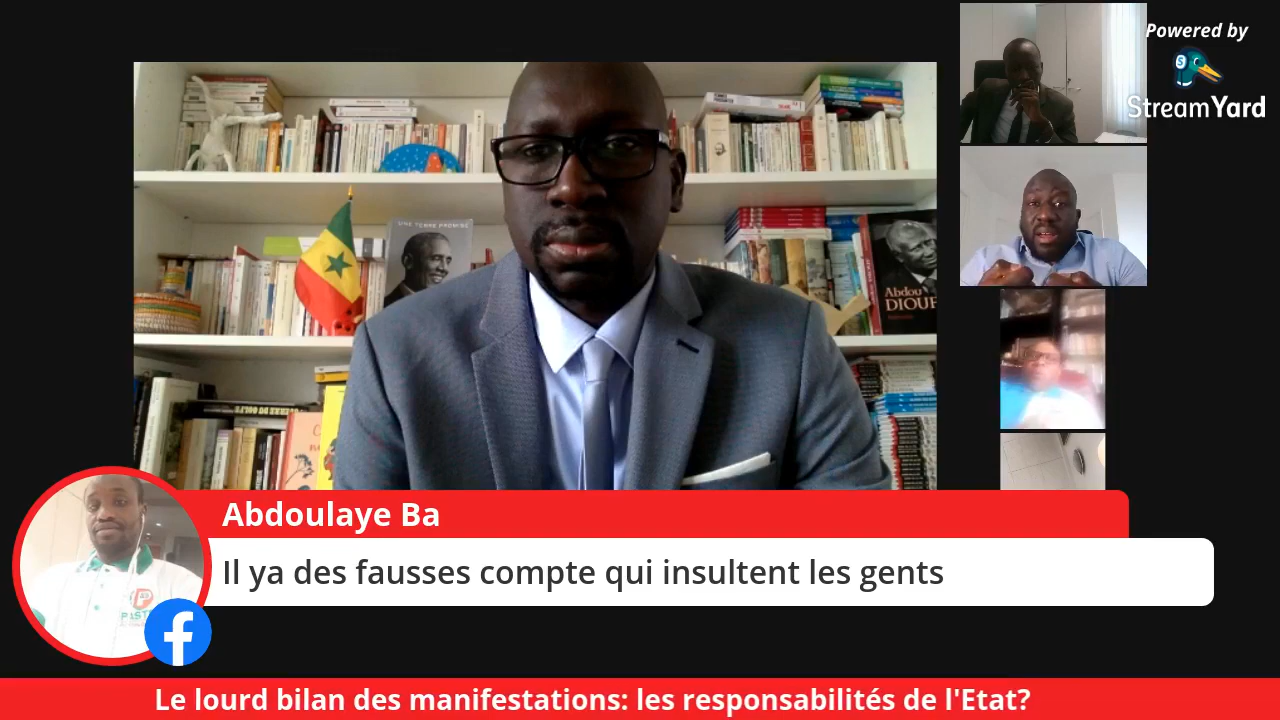 Powered by
StreamYard
UNE TERRE PROMISE
Abdou
DIOUF
Abdoulaye Ba
Il ya des fausses compte qui insultent les gents
Le lourd bilan des manifestations: les responsabilités de l'Etat?